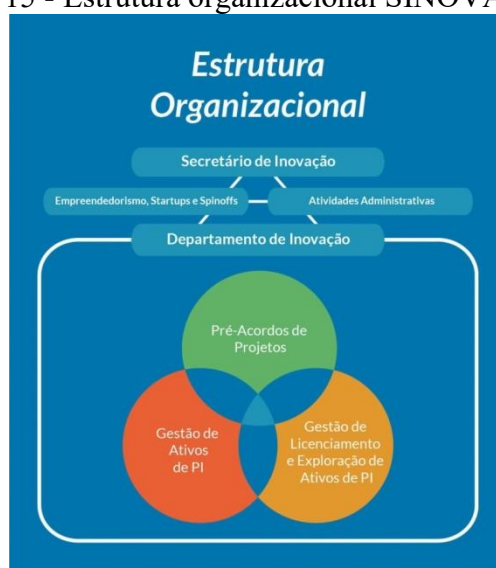 15 - Estrutura organizacional SINOVA
Estrutura
Organizacional
Secretário de Inovação
Empreendedorismo, Startups e Spinoffs
Atividades Administrativas
Departamento de Inovação
Pré-Acordos de
Projetos
Gestão de
Ativos
de PI
Gestão de
Licenciamento
e Exploração de
Ativos de PI